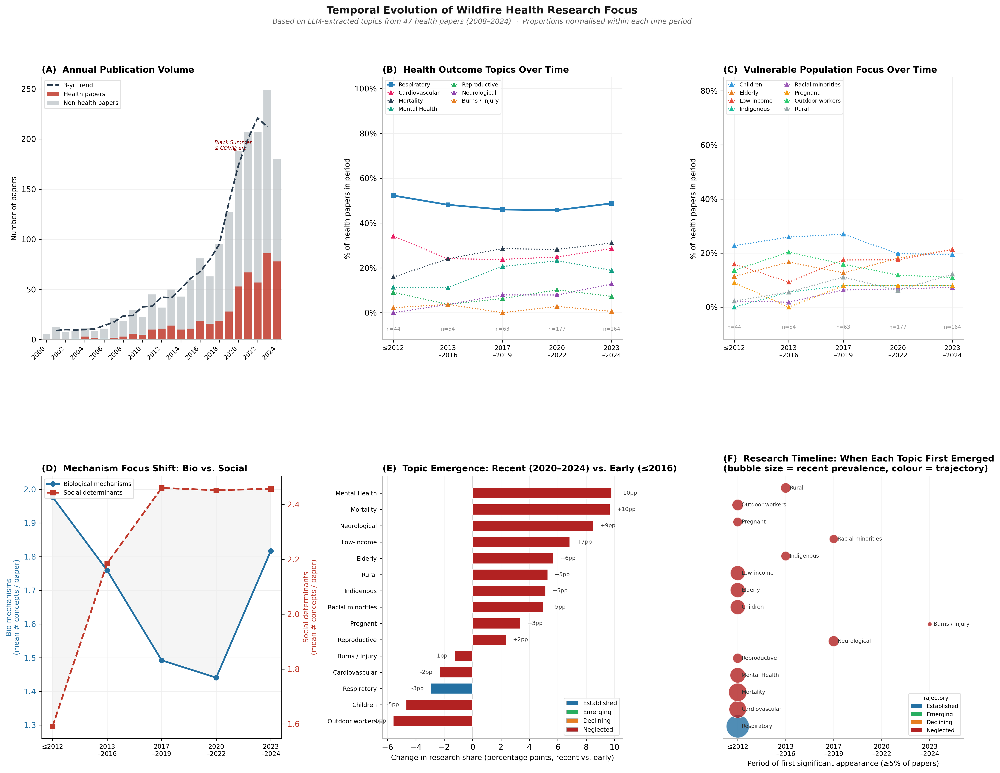 Temporal Evolution of Wildfire Health Research Focus
Based on LLM-extracted topics from 47 health papers (2008–2024)  ·  Proportions normalised within each time period
(A)  Annual Publication Volume
3-yr trend
Health papers
Non-health papers
Black Summer
& COVID era
Number of papers
250
200
150
100
50
0
2000
2002
2004
2006
2008
2010
2012
2014
2016
2018
2020
2022
2024
(B)  Health Outcome Topics Over Time
Respiratory
Cardiovascular
Mortality
Mental Health
Reproductive
Neurological
Burns / Injury
% of health papers in period
100%
80%
60%
40%
20%
0%
n=44
n=54
n=63
n=177
n=164
≤2012
2013
–2016
2017
–2019
2020
–2022
2023
–2024
(C)  Vulnerable Population Focus Over Time
Children
Elderly
Low-income
Indigenous
Racial minorities
Pregnant
Outdoor workers
Rural
% of health papers in period
80%
60%
40%
20%
0%
n=44
n=54
n=63
n=177
n=164
≤2012
2013
–2016
2017
–2019
2020
–2022
2023
–2024
(D)  Mechanism Focus Shift: Bio vs. Social
Biological mechanisms
Social determinants
Bio mechanisms
(mean # concepts / paper)
2.0
1.9
1.8
1.7
1.6
1.5
1.4
1.3
2.4
2.2
2.0
1.8
1.6
Social determinants
(mean # concepts / paper)
≤2012
2013
–2016
2017
–2019
2020
–2022
2023
–2024
(E)  Topic Emergence: Recent (2020–2024) vs. Early (≤2016)
Mental Health +10pp
Mortality +10pp
Neurological +9pp
Low-income +7pp
Elderly +6pp
Rural +5pp
Indigenous +5pp
Racial minorities +5pp
Pregnant +3pp
Reproductive +2pp
Burns / Injury -1pp
Cardiovascular -2pp
Respiratory -3pp
Children -5pp
Outdoor workers -6pp
Established
Emerging
Declining
Neglected
−6
−4
−2
0
2
4
6
8
10
Change in research share (percentage points, recent vs. early)
(F)  Research Timeline: When Each Topic First Emerged
(bubble size = recent prevalence, colour = trajectory)
Rural
Outdoor workers
Pregnant
Racial minorities
Indigenous
Low-income
Elderly
Children
Burns / Injury
Neurological
Reproductive
Mental Health
Mortality
Cardiovascular
Respiratory
Trajectory
Established
Emerging
Declining
Neglected
≤2012
2013
–2016
2017
–2019
2020
–2022
2023
–2024
Period of first significant appearance (≥5% of papers)